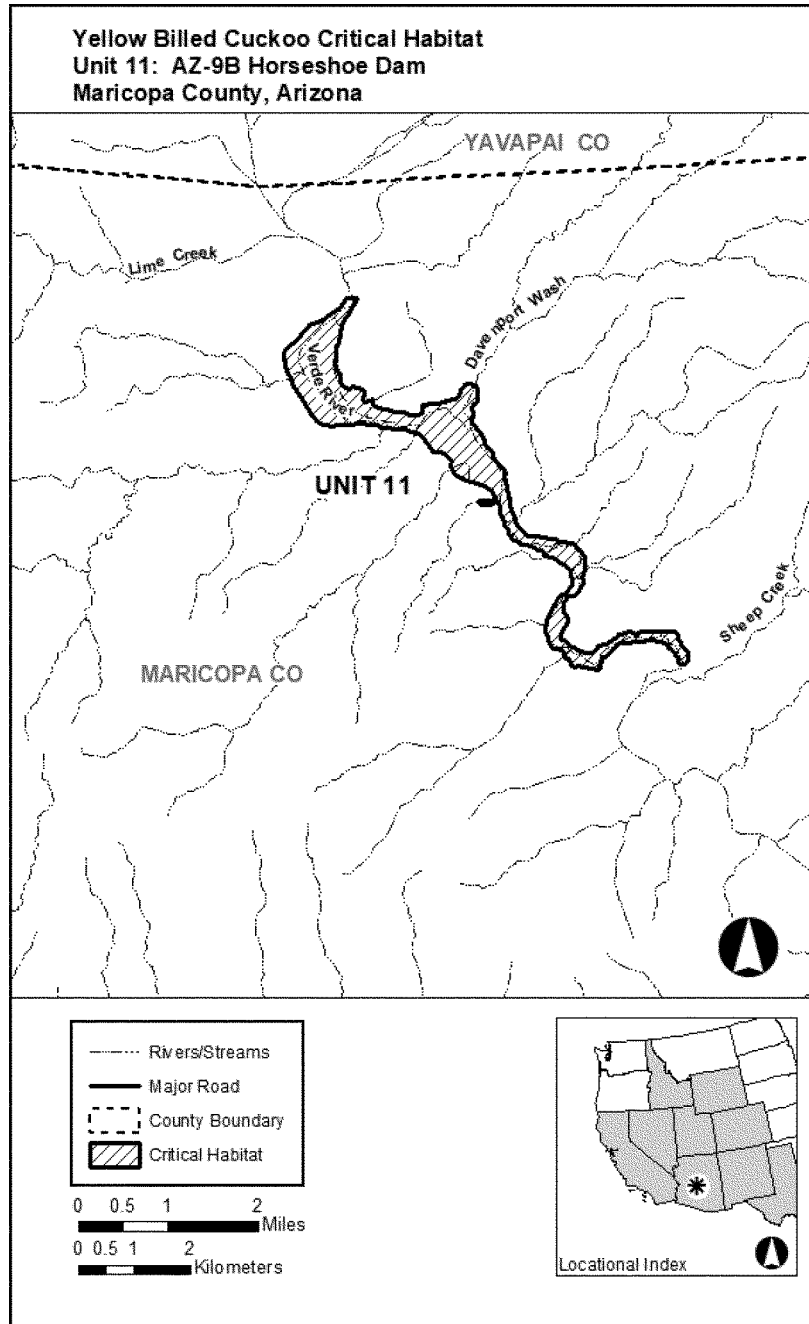 Yellow Billed Cuckoo Critical Habitat
Unit 11: AZ-9B Horseshoe Dam
Maricopa County, Arizona
YAVAPAI CO
Lime Creek
Davenport Wash
Verde River
UNIT 11
Sheep Creek
MARICOPA CO
Rivers/Streams
Major Road
County Boundary
Critical Habitat
0 0.5 1 2
Miles
0 0.5 1 2
Kilometers
Locational Index